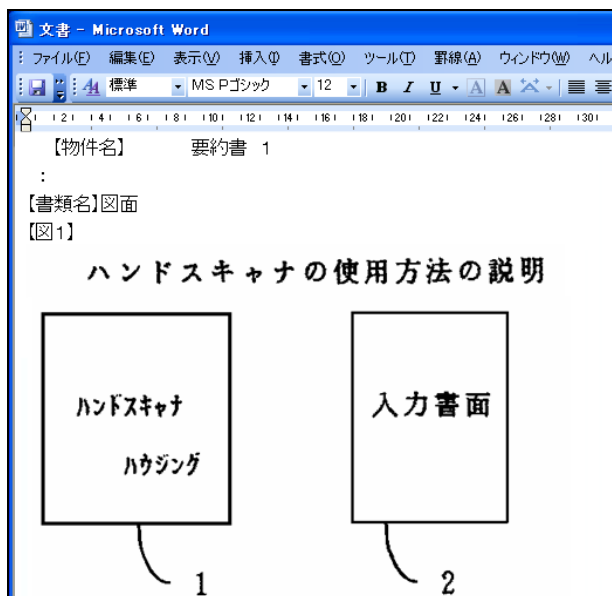 文書 - Microsoft Word
ファイル(F) 編集(E) 表示(V) 挿入(I) 書式(O) ツール(T) 罫線(A) ウィンドウ(W) ヘル
標準 MS Pゴシック 12 B I U A A
2 4 6 8 10 12 14 16 18 20 22 24 26 28 30
【物件名】 要約書 1
:
【書類名】図面
【図1】
ハンドスキャナの使用方法の説明
ハンドスキャナ
ハウジング
入力書面
1 2